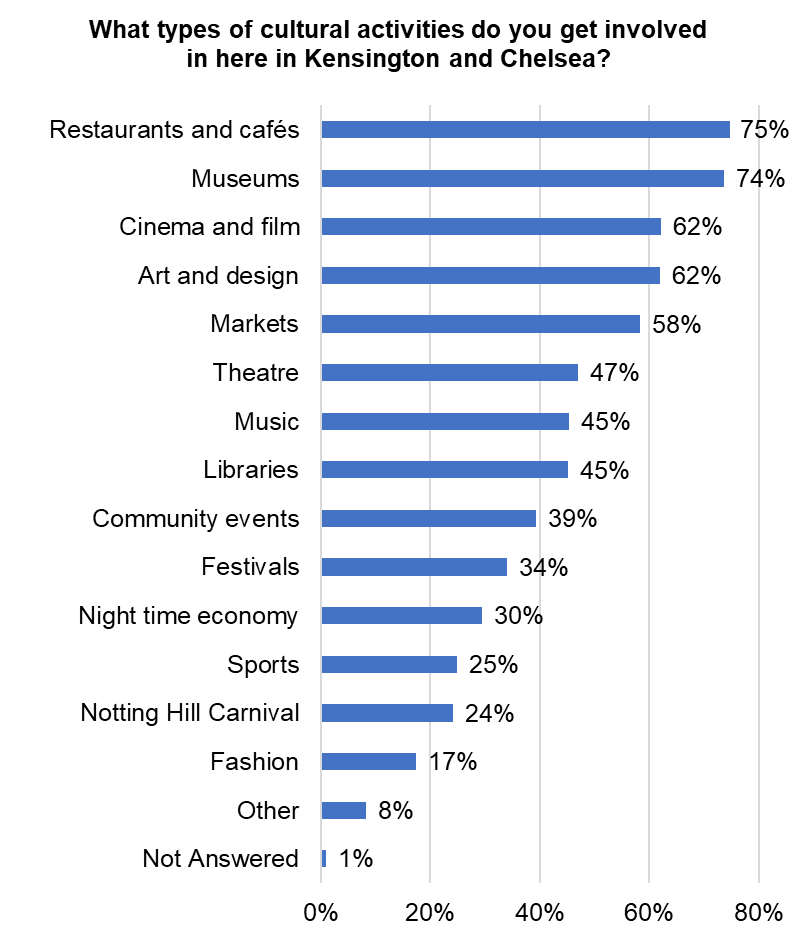 What types of cultural activities do you get involved
in here in Kensington and Chelsea?
Restaurants and cafés 75%
Museums 74%
Cinema and film 62%
Art and design 62%
Markets 58%
Theatre 47%
Music 45%
Libraries 45%
Community events 39%
Festivals 34%
Night time economy 30%
Sports 25%
Notting Hill Carnival 24%
Fashion 17%
Other 8%
Not Answered 1%
0% 20% 40% 60% 80%